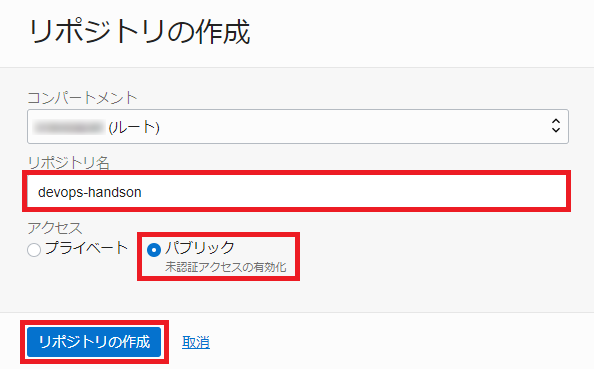 リポジトリの作成
コンパートメント
(ルート)
リポジトリ名
devops-handson
アクセス
プライベート パブリック
未認証アクセスの有効化
リポジトリの作成 取消